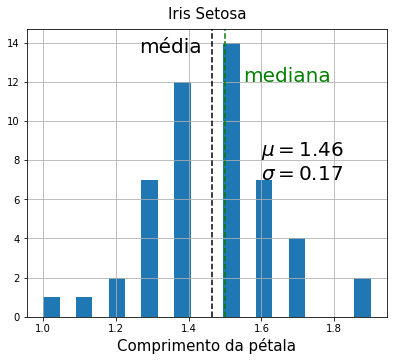 Iris Setosa
14
12
10
8
6
4
2
0
média
mediana
μ = 1.46
σ = 0.17
1.0 1.2 1.4 1.6 1.8
Comprimento da pétala